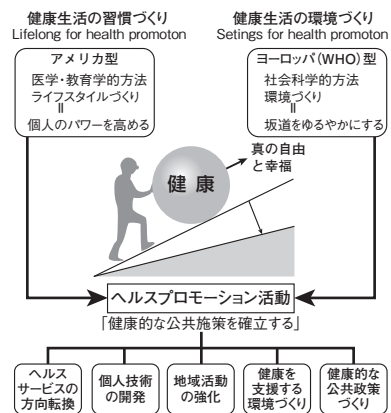 健康生活の習慣づくり
Lifelong for health promoton
アメリカ型
医学・教育学的方法
ライフスタイルづくり
||
個人のパワーを高める
健康生活の環境づくり
Setings for health promoton
ヨーロッパ(WHO)型
社会科学的方法
環境づくり
||
坂道をゆるやかにする
健康
真の自由
と幸福
ヘルスプロモーション活動
「健康的な公共施策を確立する」
ヘルス
サービスの
方向転換
個人技術
の開発
地域活動
の強化
健康を
支援する
環境づくり
健康的な
公共政策
づくり